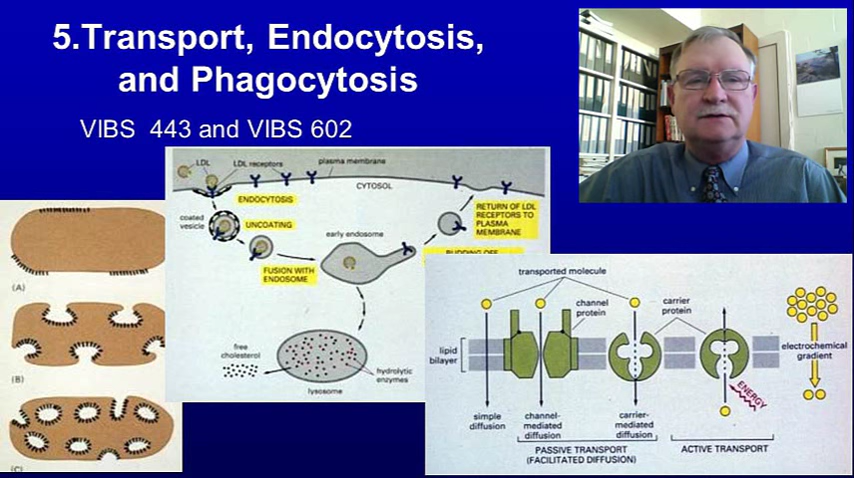 5.Transport, Endocytosis,
and Phagocytosis
VIBS 443 and VIBS 602
LDL
LDL receptors
plasma membrane
CYTOSOL
ENDOCYTOSIS
coated
vesicle
UNCOATING
early endosome
FUSION WITH
ENDOSOME
RETURN OF LDL
RECEPTORS TO
PLASMA
MEMBRANE
BUDDING OFF
free
cholesterol
hydrolytic
enzymes
lysosome
(A)
(B)
(C)
transported molecule
channel
protein
carrier
protein
lipid
bilayer
electrochemical
gradient
ENERGY
simple
diffusion
channel-
mediated
diffusion
carrier-
mediated
diffusion
PASSIVE TRANSPORT
(FACILITATED DIFFUSION)
ACTIVE TRANSPORT